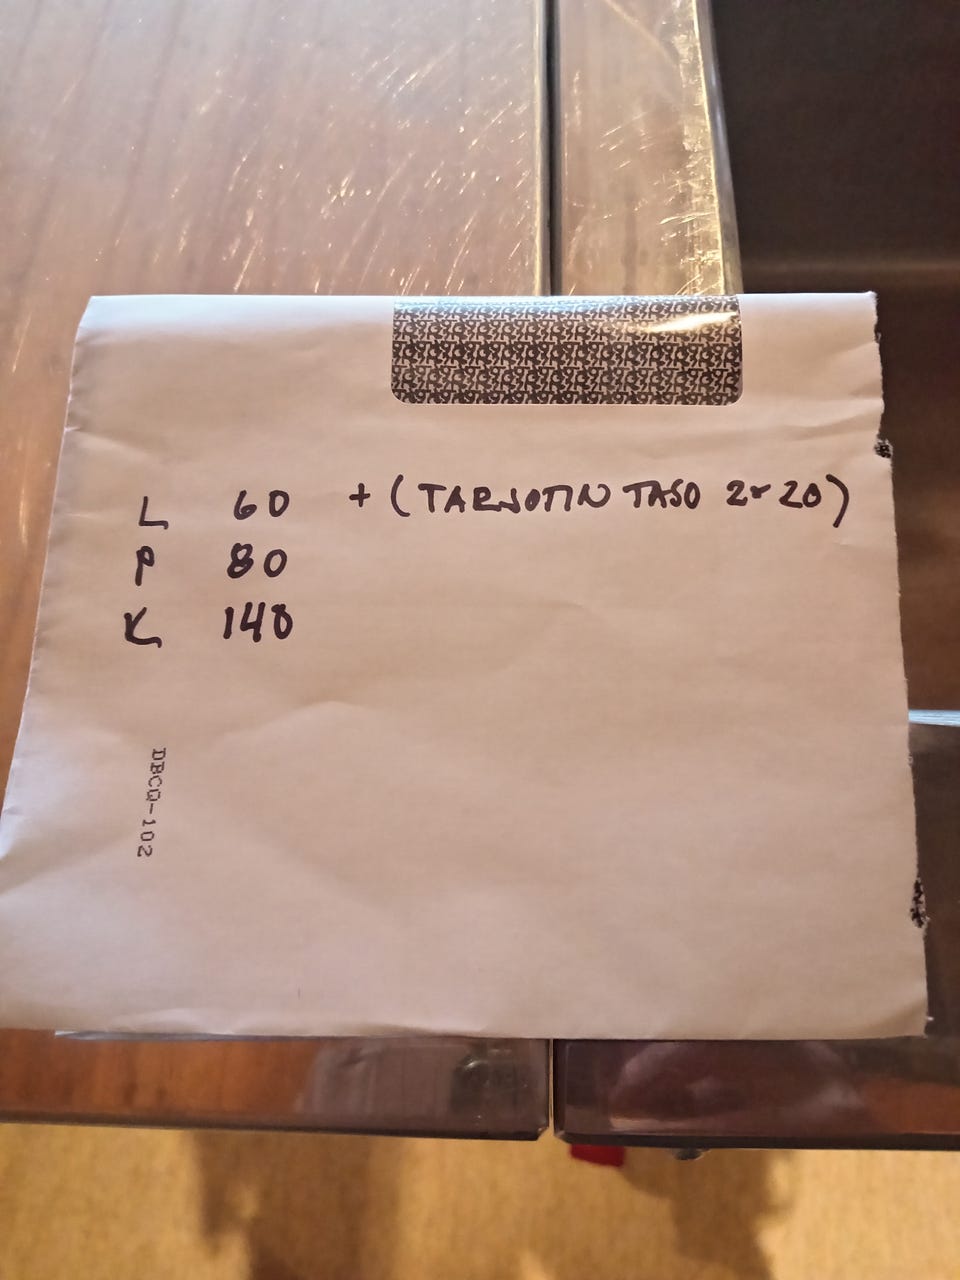 L 60 + (TARJOTIN TASO 2x20)
P 80
K 140
DBCQ-102